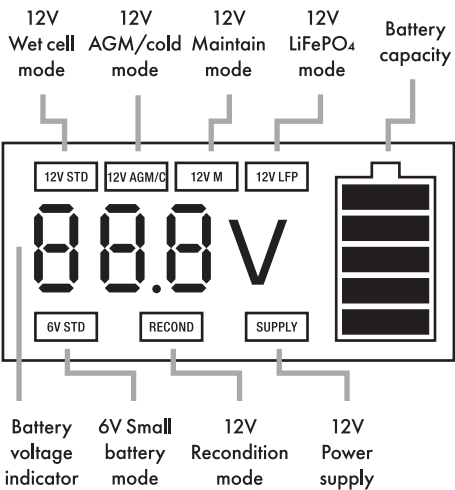 12V
Wet cell
mode
12V
AGM/cold
mode
12V
Maintain
mode
12V
LiFePO4
mode
Battery
capacity
12V STD
12V AGM/C
12V M
12V LFP
88.8V
6V STD
RECOND
SUPPLY
Battery
voltage
indicator
6V Small
battery
mode
12V
Recondition
mode
12V
Power
supply